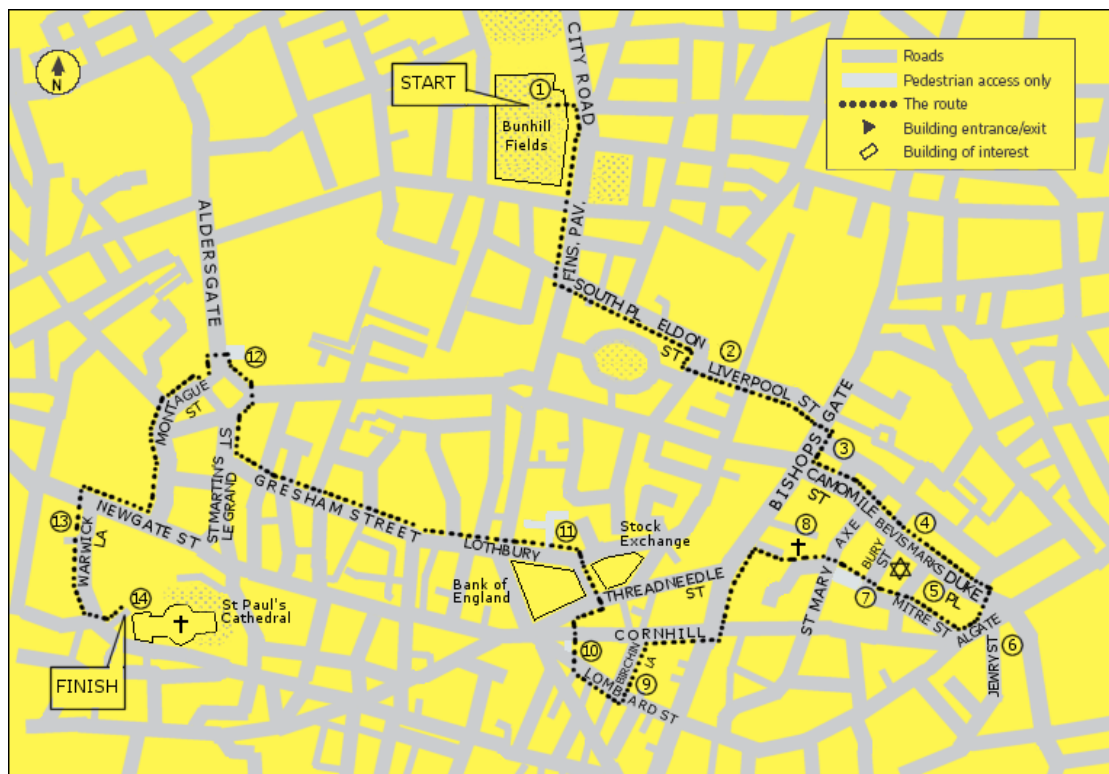 CITY ROAD
START
1
Bunhill
Fields
N
Roads
Pedestrian access only
The route
Building entrance/exit
Building of interest
ALDERSGATE
FINS. PAV.
SOUTH PL
ELDON
ST
2
LIVERPOOL ST
BISHOPSGATE
3
CAMOMILE
ST
BEVIS MARKS
4
DUKE
PL
5
BURY
ST
AXE
ST MARY
8
7
MITRE ST
ALGATE
6
JEWRY ST
12
MONTAGUE
ST
ST MARTIN'S
LE GRAND
ST.
GRESHAM STREET
LOTHBURY
11
Stock
Exchange
Bank of
England
THREADNEEDLE
ST
CORNHILL
10
BIRCHIN
LA
9
LOMBARD ST
NEWGATE ST
13
WARWICK
LA
14
St Paul's
Cathedral
FINISH